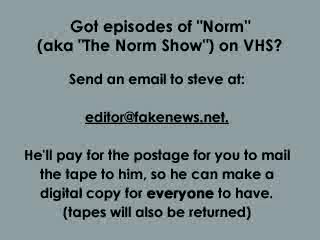 Got episodes of "Norm"
(aka "The Norm Show") on VHS?
Send an email to steve at:
editor@fakenews.net.
He'll pay for the postage for you to mail
the tape to him, so he can make a
digital copy for everyone to have.
(tapes will also be returned)